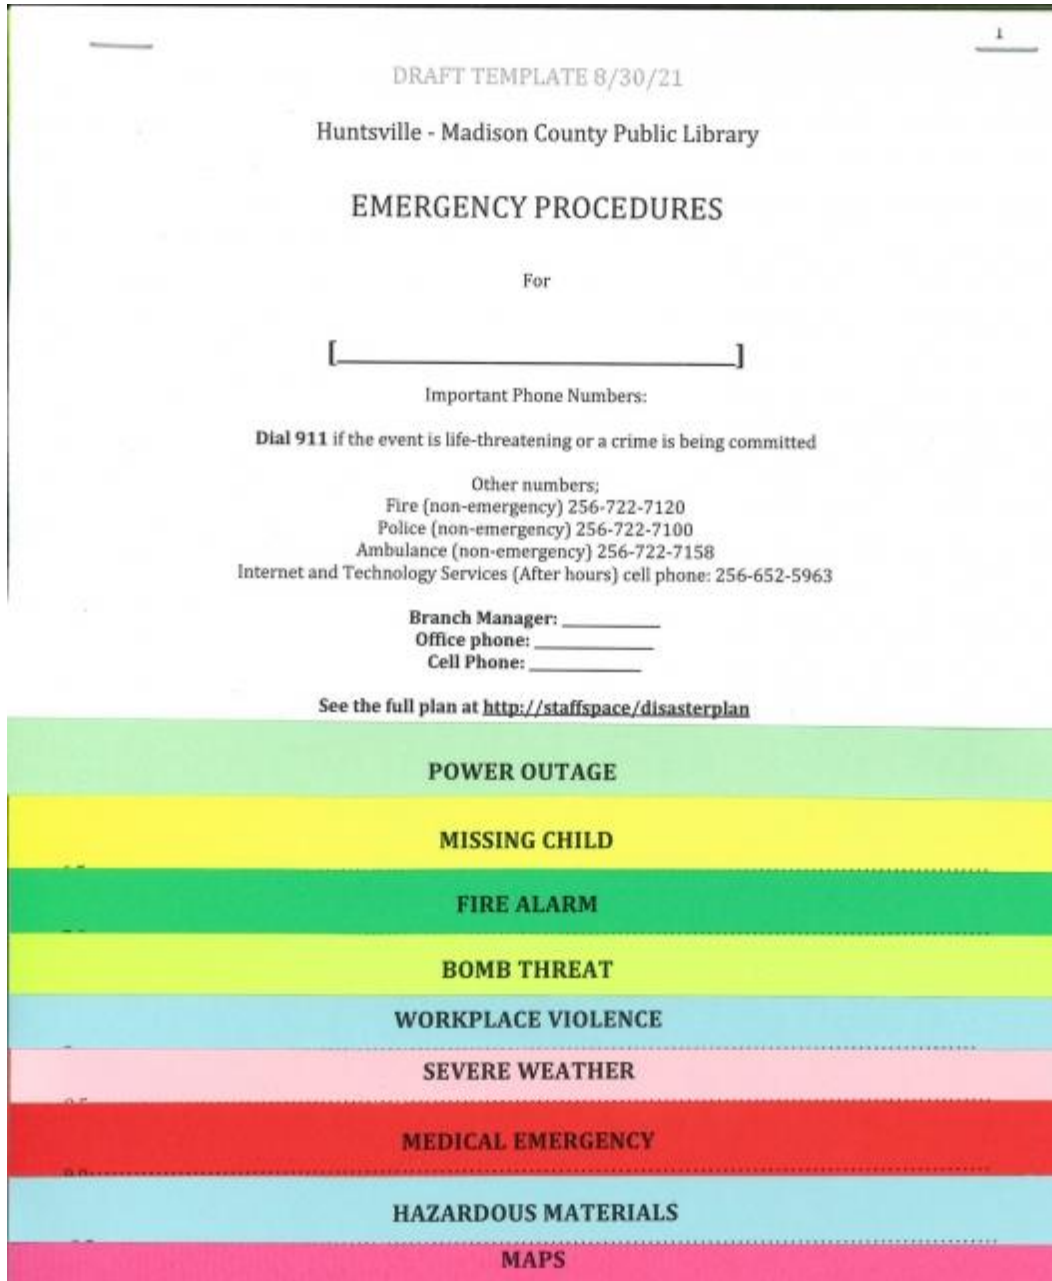 1
DRAFT TEMPLATE 8/30/21
Huntsville - Madison County Public Library
EMERGENCY PROCEDURES
For
[____________________]
Important Phone Numbers:
Dial 911 if the event is life-threatening or a crime is being committed
Other numbers;
Fire (non-emergency) 256-722-7120
Police (non-emergency) 256-722-7100
Ambulance (non-emergency) 256-722-7158
Internet and Technology Services (After hours) cell phone: 256-652-5963
Branch Manager: __________
Office phone: ____________
Cell Phone: ___________
See the full plan at http://staffspace/disasterplan
POWER OUTAGE
MISSING CHILD
FIRE ALARM
BOMB THREAT
WORKPLACE VIOLENCE
SEVERE WEATHER
MEDICAL EMERGENCY
HAZARDOUS MATERIALS
MAPS